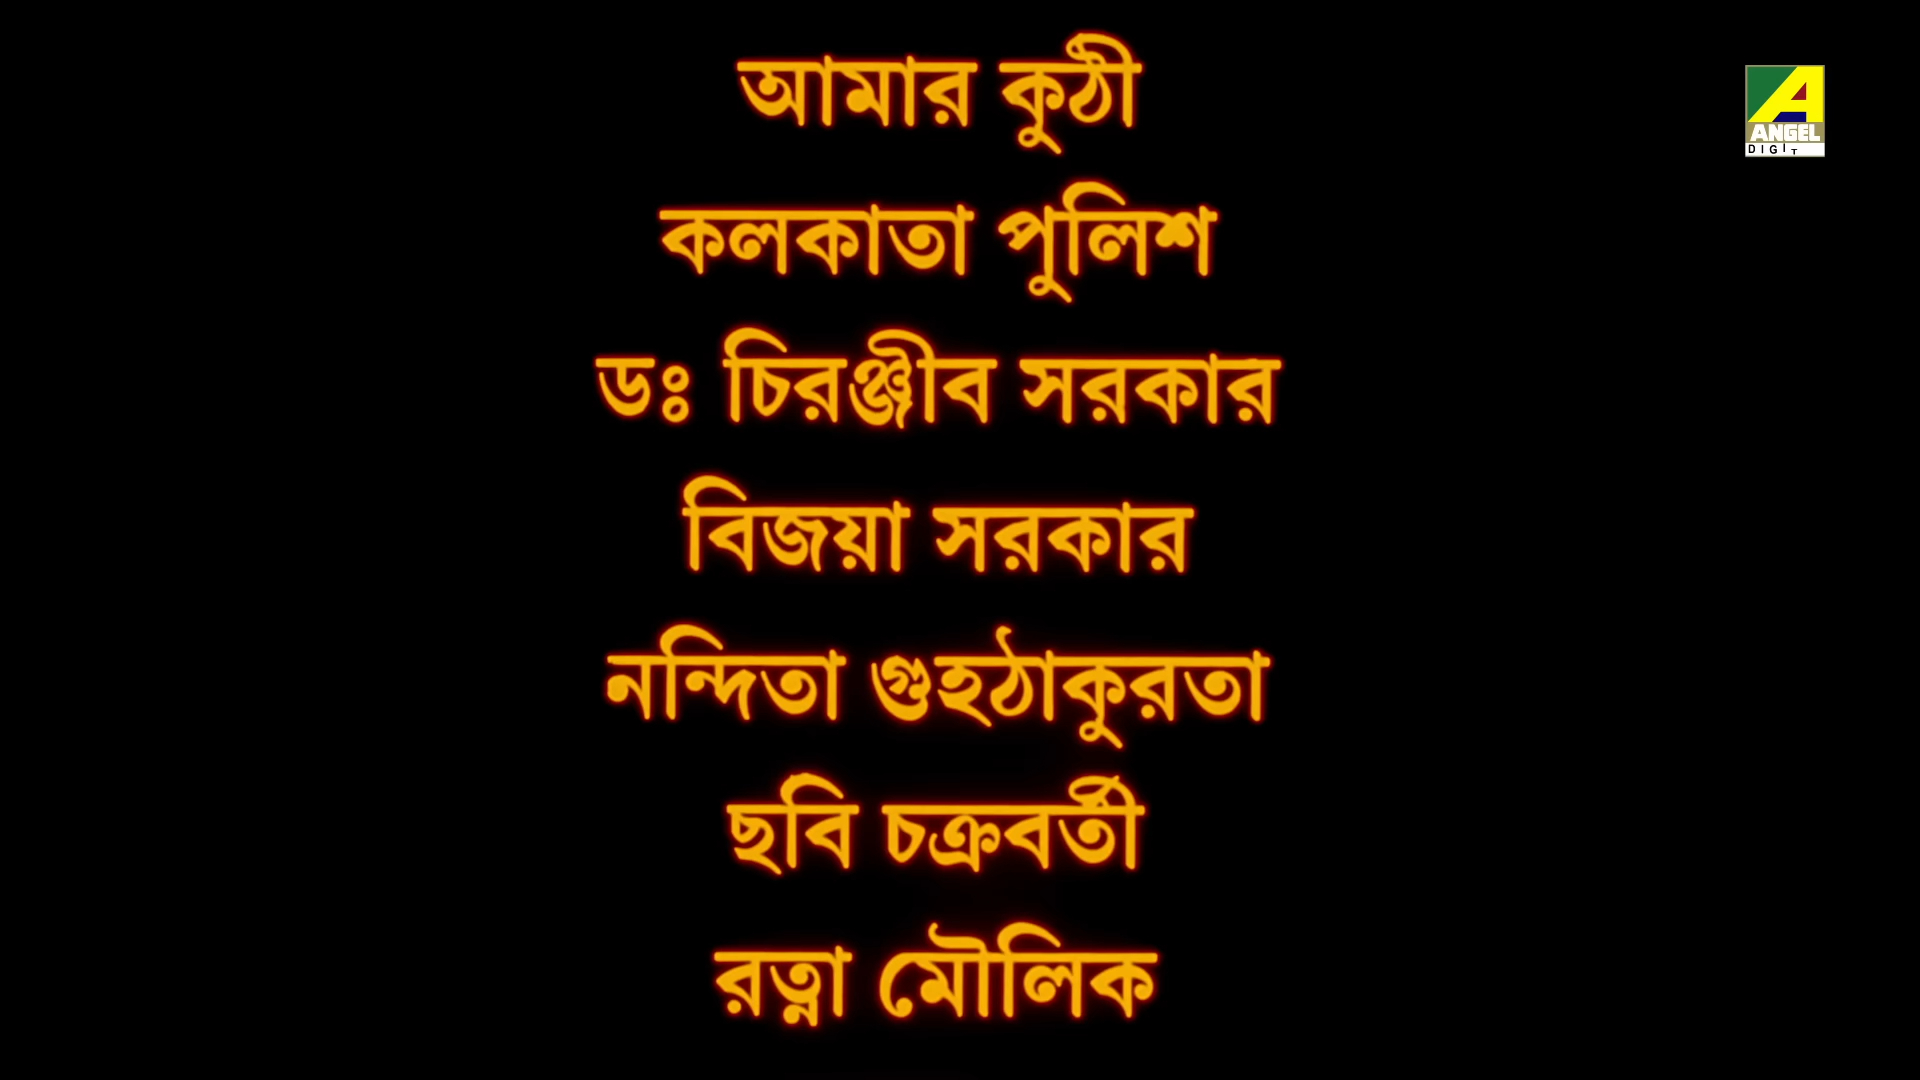 আমার কুঠী
কলকাতা পুলিশ
ডঃ চিরঞ্জীব সরকার
বিজয়া সরকার
নন্দিতা গুহঠাকুরতা
ছবি চক্রবর্তী
রত্না মৌলিক
ANGEL
DIGIT